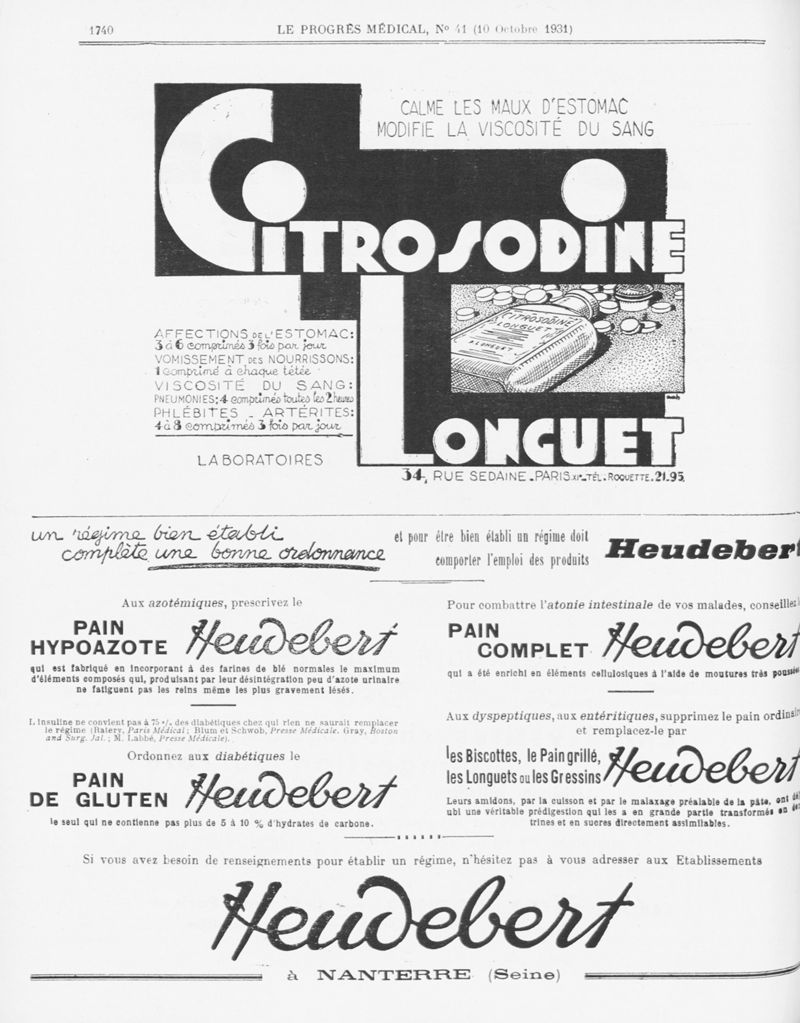 1740
LE PROGRÈS MÉDICAL, Nº 41 (10 Octobre 1931)
CALME LES MAUX D'ESTOMAC
MODIFIE LA VISCOSITÉ DU SANG
CITROSODINE
LONGUET
CITROSODINE
LONGUET
A. LONGUET
AFFECTIONS DE L'ESTOMAC:
3 à 6 comprimés 3 fois par jour
VOMISSEMENT DES NOURRISSONS:
1 comprimé à chaque tétée
VISCOSITÉ DU SANG:
PNEUMONIES; 4 comprimés toutes les 2 heures
PHLÉBITES - ARTÉRITES:
4 à 8 comprimés 3 fois par jour
LABORATOIRES
34, RUE SEDAINE - PARIS XIe - TÉL. ROQUETTE. 21.95
un régime bien établi
complète une bonne ordonnance
et pour être bien établi un régime doit
comporter l'emploi des produits
Heudebert
Aux azotémiques, prescrivez le
PAIN
HYPOAZOTE Heudebert
qui est fabriqué en incorporant à des farines de blé normales le maximum
d'éléments composés qui, produisant par leur désintégration peu d'azote urinaire
ne fatiguent pas les reins même les plus gravement lésés.
L'insuline ne convient pas à 75 °/. des diabétiques chez qui rien ne saurait remplacer
le régime (Ratery, Paris Médical; Blum et Schwob, Presse Médicale. Gray, Boston
and Surg. Jal.; M. Labbé, Presse Médicale).
Ordonnez aux diabétiques le
PAIN
DE GLUTEN Heudebert
le seul qui ne contienne pas plus de 5 à 10 % d'hydrates de carbone.
Pour combattre l'atonie intestinale de vos malades, conseillez
PAIN
COMPLET Heudebert
qui a été enrichi en éléments cellulosiques à l'aide de moutures très poussées
Aux dyspeptiques, aux entéritiques, supprimez le pain ordinaire
et remplacez-le par
les Biscottes, le Pain grillé,
les Longuets ou les Gressins Heudebert
Leurs amidons, par la cuisson et par le malaxage préalable de la pâte, ont dé
ubi une véritable prédigestion qui les a en grande partie transformés en
trines et en sucres directement assimilables.
Si vous avez besoin de renseignements pour établir un régime, n'hésitez pas à vous adresser aux Etablissements
Heudebert
à NANTERRE (Seine)